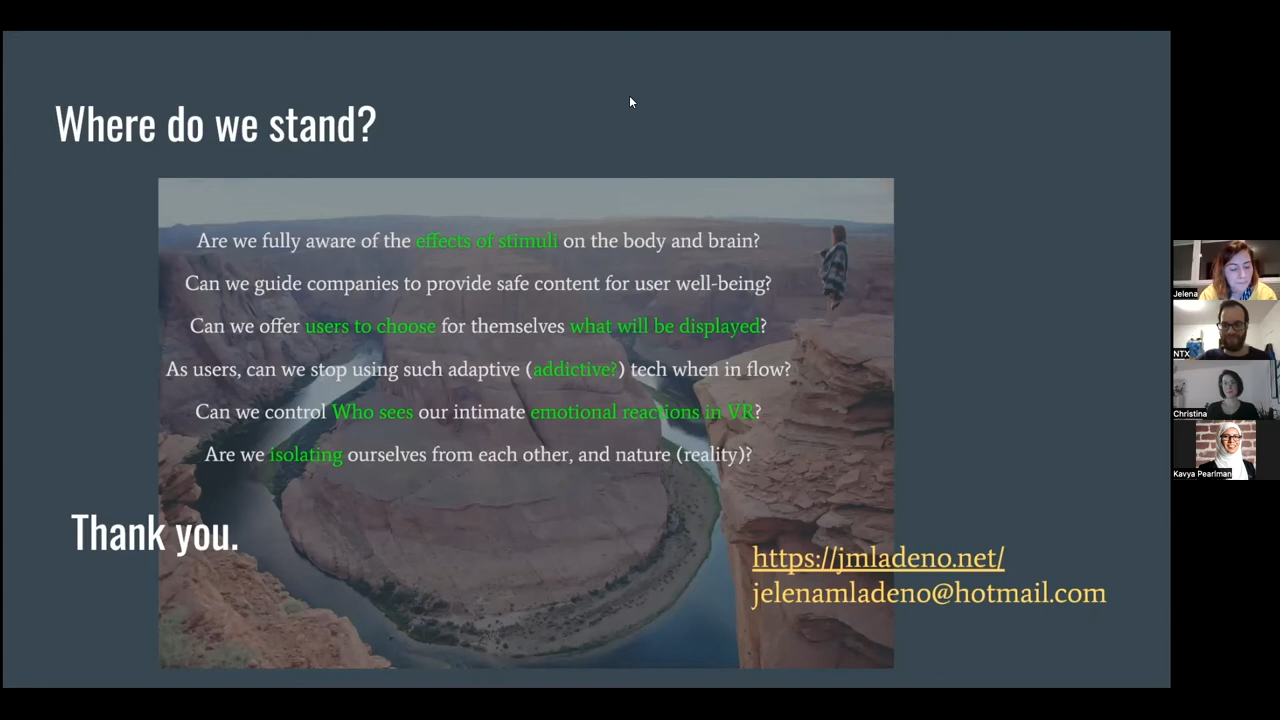 Where do we stand?
Are we fully aware of the effects of stimuli on the body and brain?
Can we guide companies to provide safe content for user well-being?
Can we offer users to choose for themselves what will be displayed?
As users, can we stop using such adaptive (addictive?) tech when in flow?
Can we control Who sees our intimate emotional reactions in VR?
Are we isolating ourselves from each other, and nature (reality)?
Thank you.
https://jmladeno.net/
jelenamladeno@hotmail.com
Jelena
NTX
Christina
Kavya Pearlman